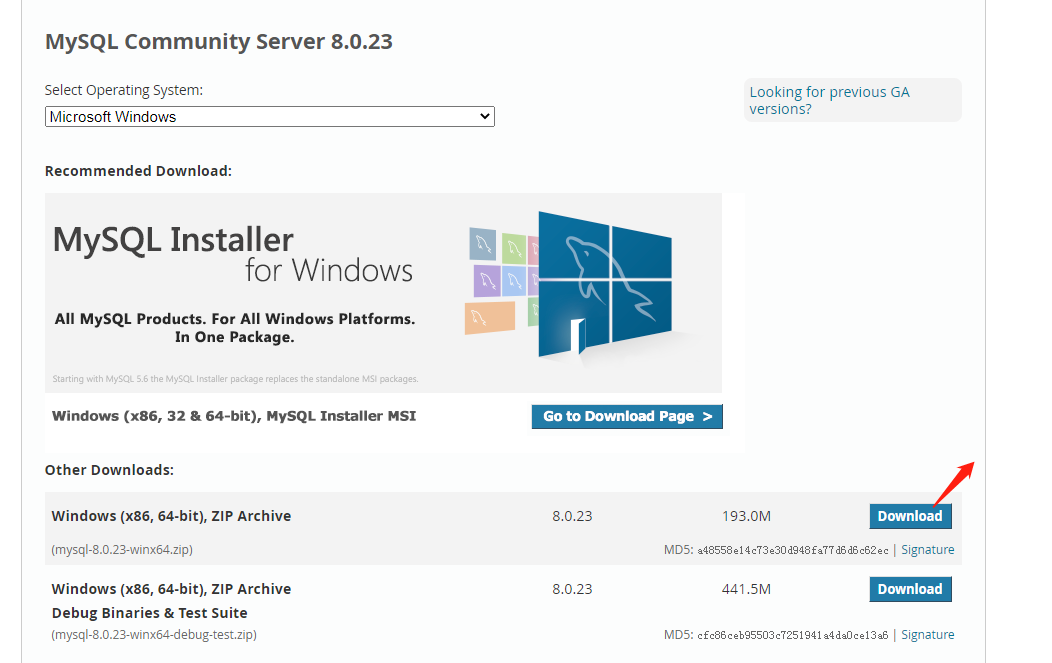 MySQL Community Server 8.0.23
Select Operating System:
Looking for previous GA
versions?
Microsoft Windows
Recommended Download:
MySQL Installer
for Windows
All MySQL Products. For All Windows Platforms.
In One Package.
Starting with MySQL 5.6 the MySQL Installer package replaces the standalone MSI packages.
Windows (x86, 32 & 64-bit), MySQL Installer MSI
Go to Download Page >
Other Downloads:
Windows (x86, 64-bit), ZIP Archive 8.0.23 193.0M Download
(mysql-8.0.23-winx64.zip) MD5: a48558e14c73e30d948fa77d6d6c62ec | Signature
Windows (x86, 64-bit), ZIP Archive 8.0.23 441.5M Download
Debug Binaries & Test Suite
(mysql-8.0.23-winx64-debug-test.zip) MD5: cfc86ceb95503c7251941a4da0ce13a6 | Signature